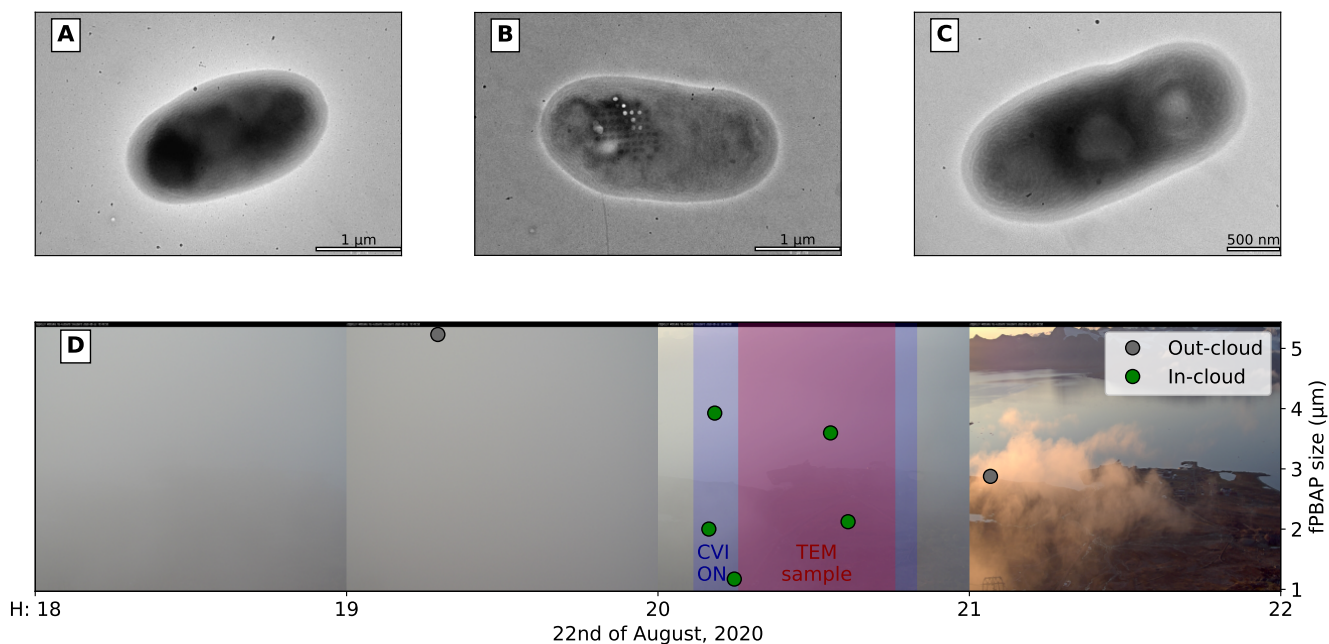 A
B
C
1 µm
1 µm
500 nm
D
Out-cloud
In-cloud
CVI
ON
TEM
sample
5
4
3
2
1
fPBAP size (µm)
H: 18
19
20
21
22
22nd of August, 2020